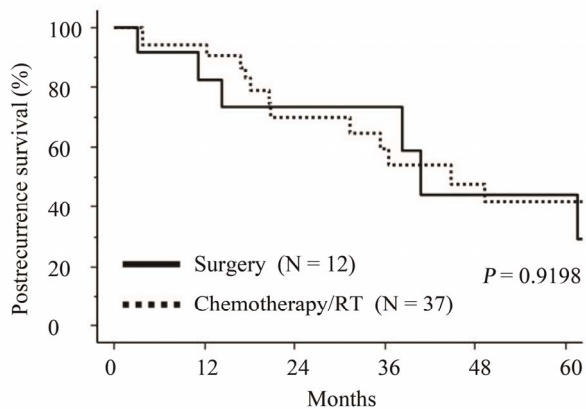 Postrecurrence survival (%)
100
80
60
40
20
0
Surgery (N = 12)
Chemotherapy/RT (N = 37)
P = 0.9198
0 12 24 36 48 60
Months